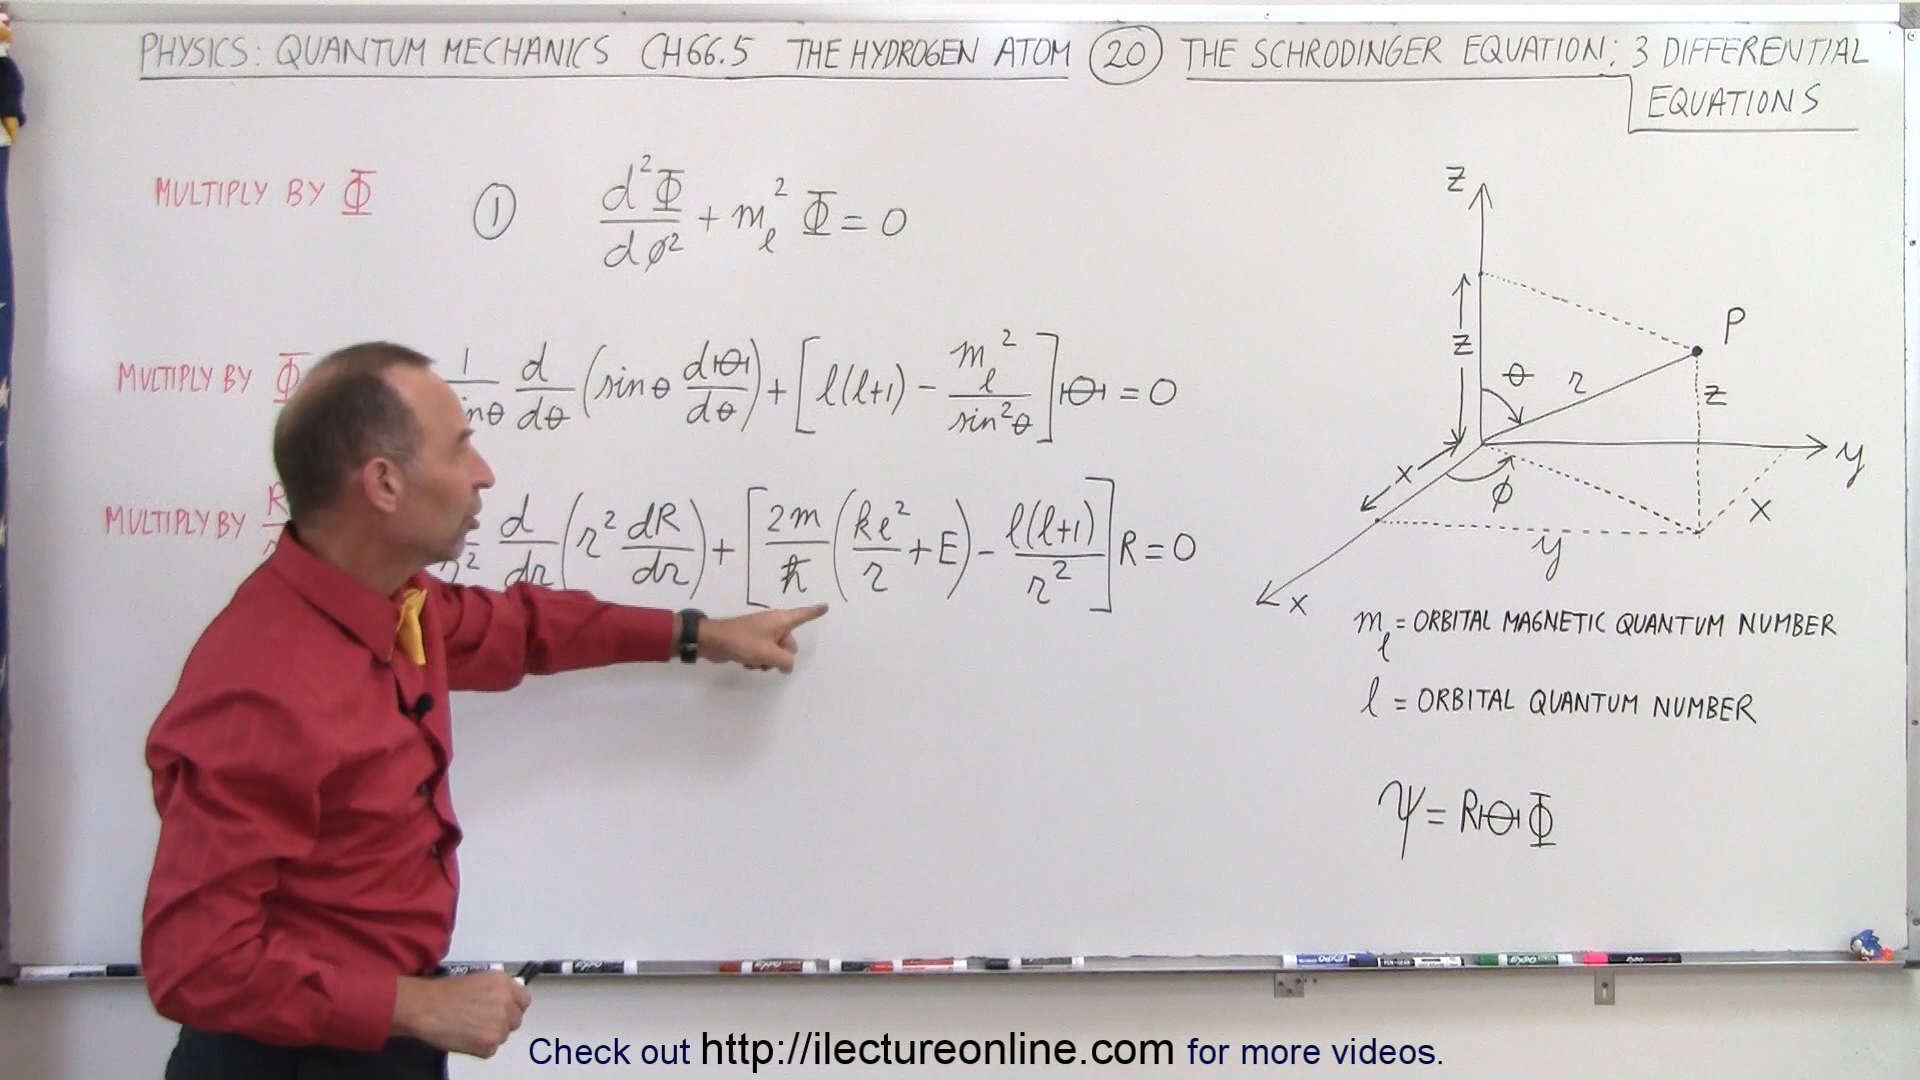 PHYSICS: QUANTUM MECHANICS CH 66.5 THE HYDROGEN ATOM 20 THE SCHRODINGER EQUATION: 3 DIFFERENTIAL
EQUATIONS
MULTIPLY BY Φ
① d²Φ/dφ² + m_l² Φ = 0
MULTIPLY BY Φ
d/dθ (sinθ dΘ/dθ) + [l(l+1) − m_l²/sin²θ] Θ = 0
MULTIPLY BY R
d/dr (r² dR/dr) + [2m/ħ (ke²/r + E) − l(l+1)/r²] R = 0
z
P
z
θ
r
z
x
y
φ
x
y
x
m_l = ORBITAL MAGNETIC QUANTUM NUMBER
l = ORBITAL QUANTUM NUMBER
ψ = RΘΦ
Check out http://ilectureonline.com for more videos.